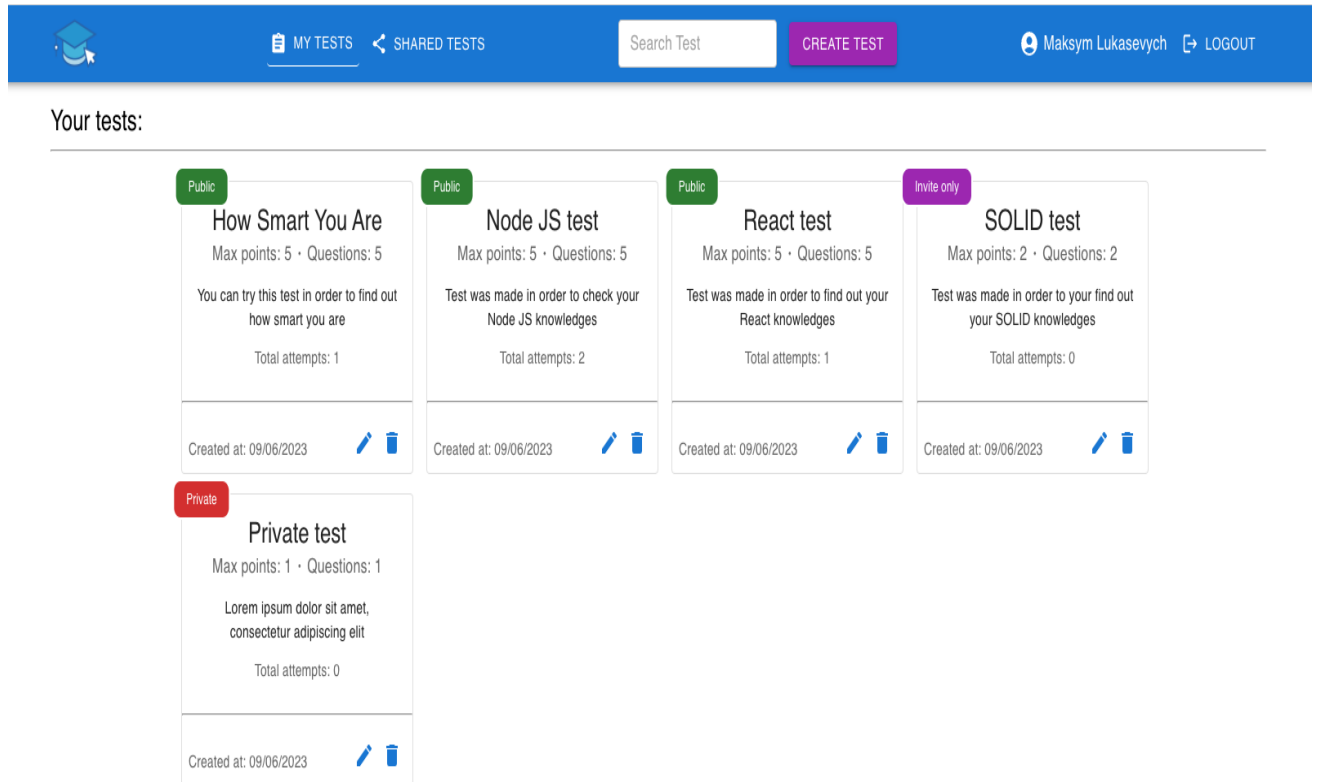 MY TESTS SHARED TESTS Search Test CREATE TEST Maksym Lukasevych LOGOUT
Your tests:
Public
How Smart You Are
Max points: 5 · Questions: 5
You can try this test in order to find out
how smart you are
Total attempts: 1
Created at: 09/06/2023
Public
Node JS test
Max points: 5 · Questions: 5
Test was made in order to check your
Node JS knowledges
Total attempts: 2
Created at: 09/06/2023
Public
React test
Max points: 5 · Questions: 5
Test was made in order to find out your
React knowledges
Total attempts: 1
Created at: 09/06/2023
Invite only
SOLID test
Max points: 2 · Questions: 2
Test was made in order to your find out
your SOLID knowledges
Total attempts: 0
Created at: 09/06/2023
Private
Private test
Max points: 1 · Questions: 1
Lorem ipsum dolor sit amet,
consectetur adipiscing elit
Total attempts: 0
Created at: 09/06/2023